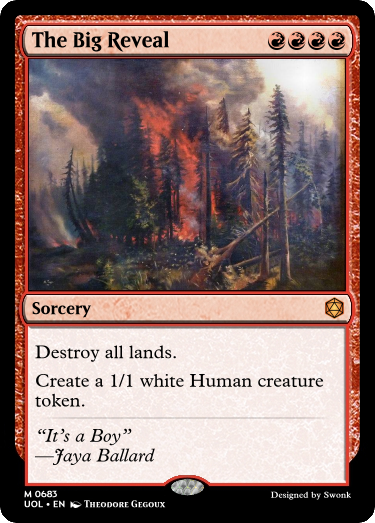 The Big Reveal
Sorcery
Destroy all lands.
Create a 1/1 white Human creature
token.
“It's a Boy”
—Jaya Ballard
M 0683
UOL • EN Theodore Gegoux
Designed by Swonk